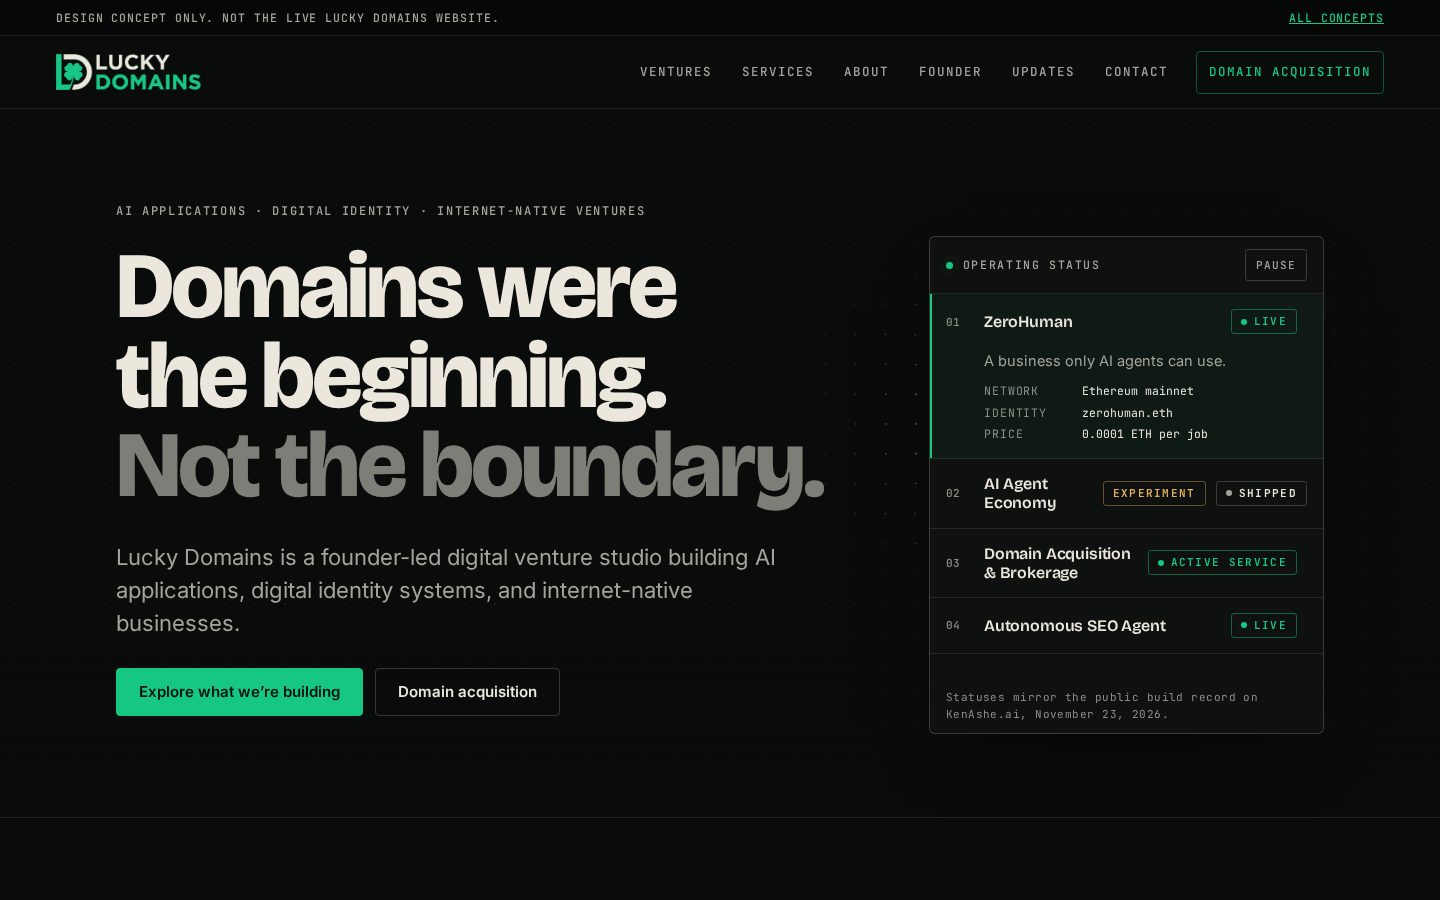 DESIGN CONCEPT ONLY. NOT THE LIVE LUCKY DOMAINS WEBSITE.
ALL CONCEPTS
LUCKY
DOMAINS
VENTURES
SERVICES
ABOUT
FOUNDER
UPDATES
CONTACT
DOMAIN ACQUISITION
AI APPLICATIONS · DIGITAL IDENTITY · INTERNET-NATIVE VENTURES
Domains were
the beginning.
Not the boundary.
Lucky Domains is a founder-led digital venture studio building AI
applications, digital identity systems, and internet-native
businesses.
Explore what we’re building
Domain acquisition
OPERATING STATUS
PAUSE
01
ZeroHuman
LIVE
A business only AI agents can use.
NETWORK
Ethereum mainnet
IDENTITY
zerohuman.eth
PRICE
0.0001 ETH per job
02
AI Agent
Economy
EXPERIMENT
SHIPPED
03
Domain Acquisition
& Brokerage
ACTIVE SERVICE
04
Autonomous SEO Agent
LIVE
Statuses mirror the public build record on
KenAshe.ai, November 23, 2026.